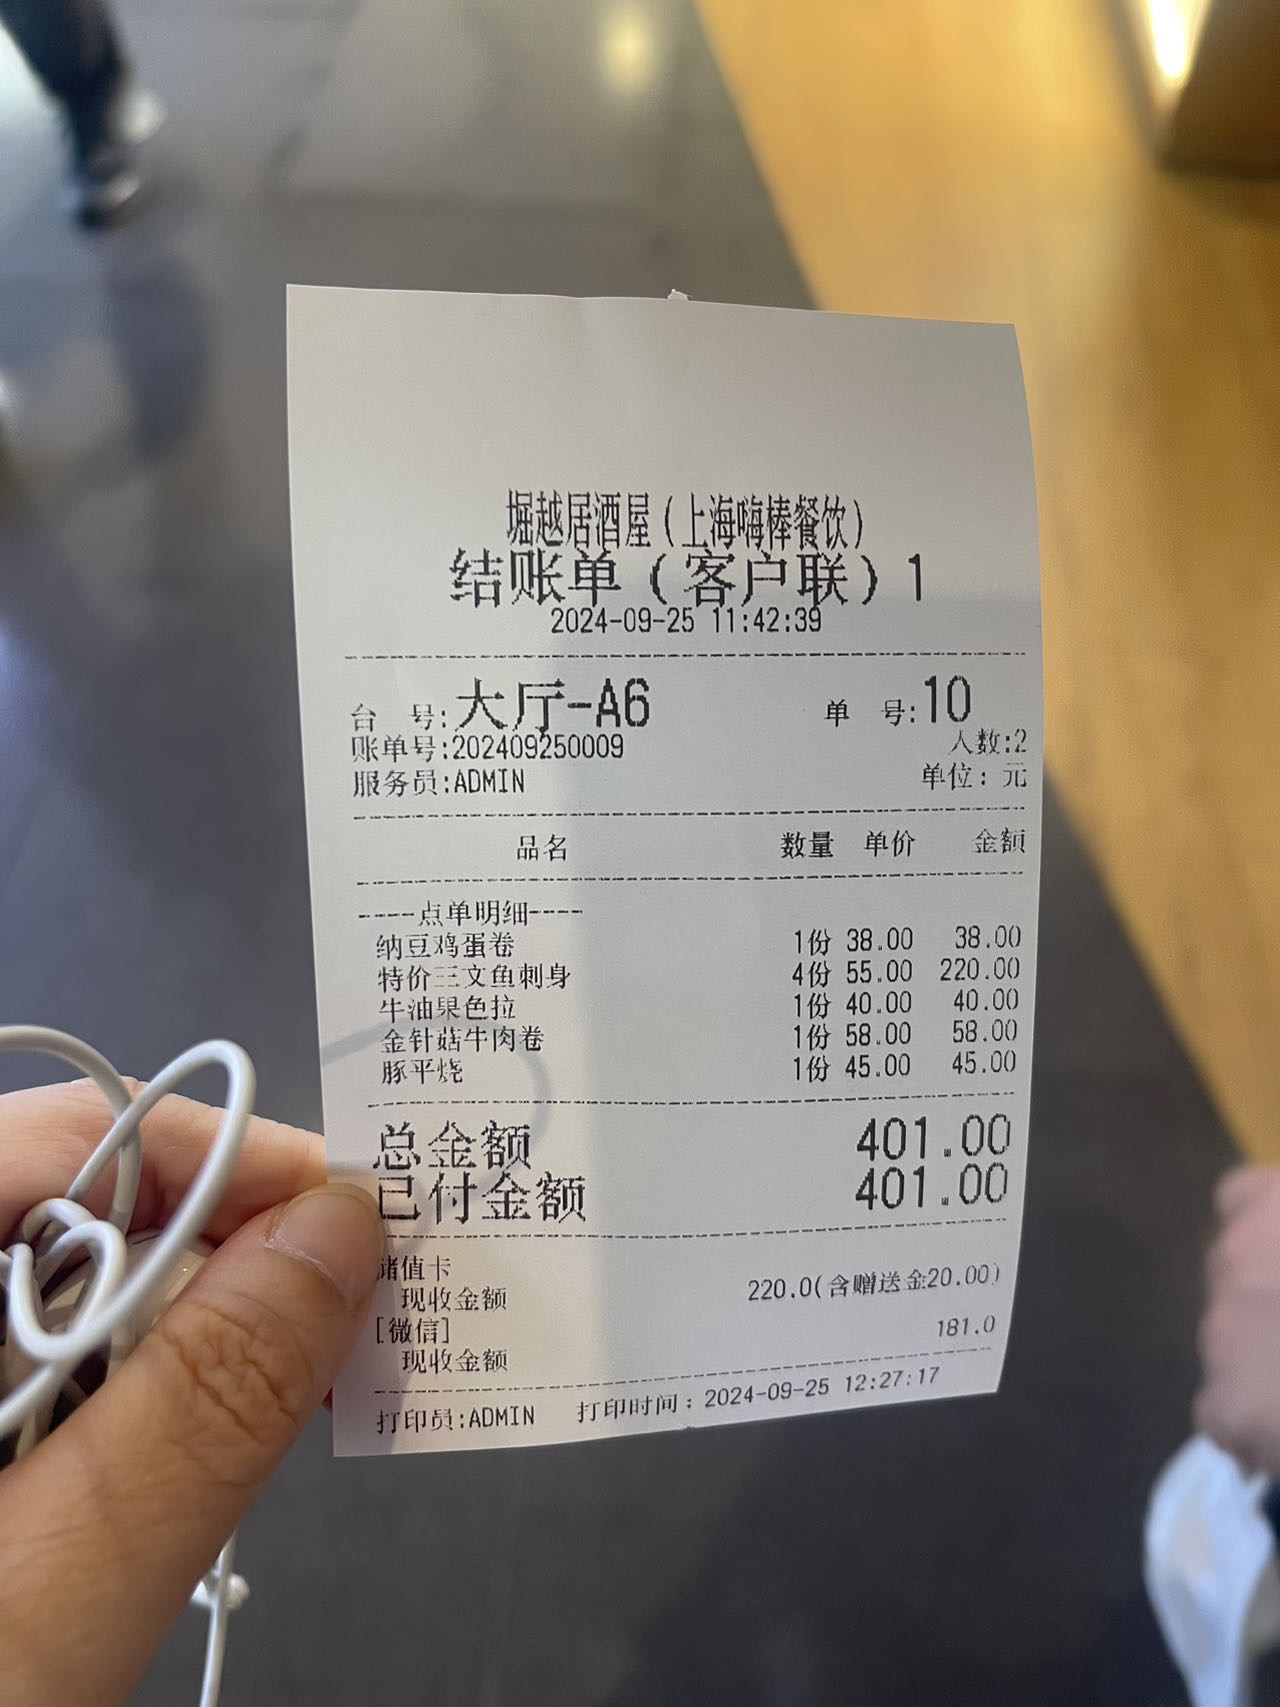 堀越居酒屋(上海嗨棒餐饮)
结账单(客户联)1
2024-09-25 11:42:39
台 号:大厅-A6 单 号:10
账单号:202409250009 人数:2
服务员:ADMIN 单位: 元
品名 数量 单价 金额
----点单明细----
纳豆鸡蛋卷 1份 38.00 38.00
特价三文鱼刺身 4份 55.00 220.00
牛油果色拉 1份 40.00 40.00
金针菇牛肉卷 1份 58.00 58.00
豚平烧 1份 45.00 45.00
总金额 401.00
已付金额 401.00
储值卡
现收金额 220.0(含赠送金20.00)
[微信]
现收金额 181.0
打印员:ADMIN 打印时间: 2024-09-25 12:27:17